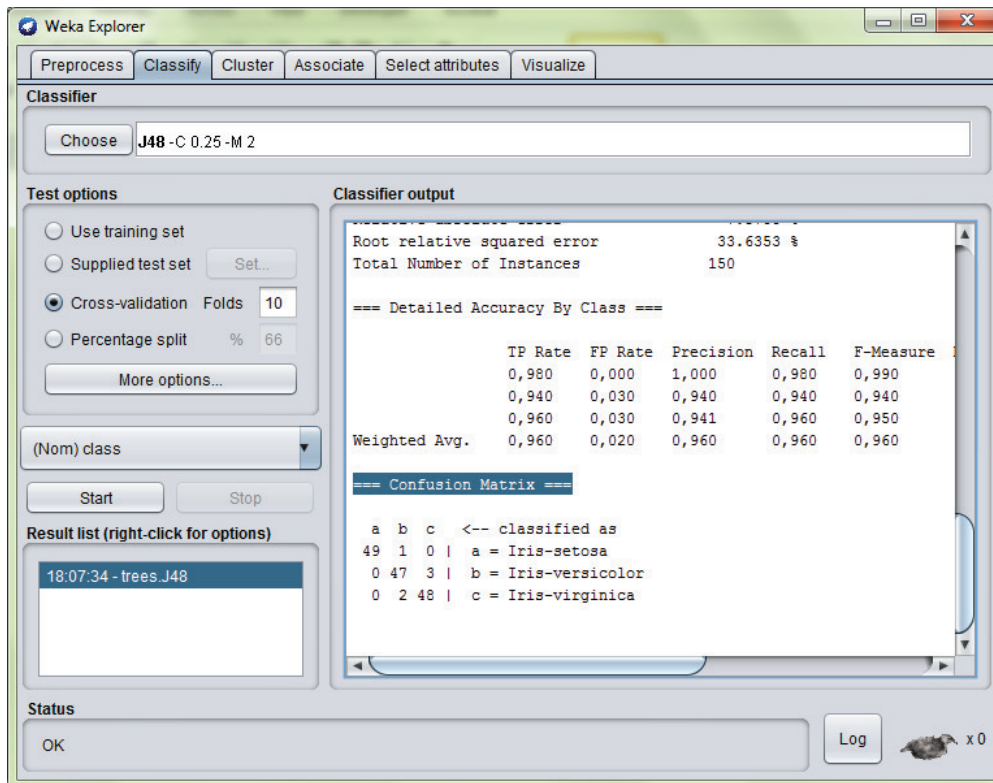 Weka Explorer
Preprocess Classify Cluster Associate Select attributes Visualize
Classifier
Choose J48 -C 0.25 -M 2
Test options
Use training set
Supplied test set Set...
Cross-validation Folds 10
Percentage split % 66
More options...
(Nom) class
Start Stop
Result list (right-click for options)
18:07:34 - trees.J48
Classifier output
Root relative squared error 33.6353 %
Total Number of Instances 150
=== Detailed Accuracy By Class ===
TP Rate FP Rate Precision Recall F-Measure
0,980 0,000 1,000 0,980 0,990
0,940 0,030 0,940 0,940 0,940
0,960 0,030 0,941 0,960 0,950
Weighted Avg. 0,960 0,020 0,960 0,960 0,960
=== Confusion Matrix ===
a b c <-- classified as
49 1 0 | a = Iris-setosa
0 47 3 | b = Iris-versicolor
0 2 48 | c = Iris-virginica
Status
OK
Log
x 0